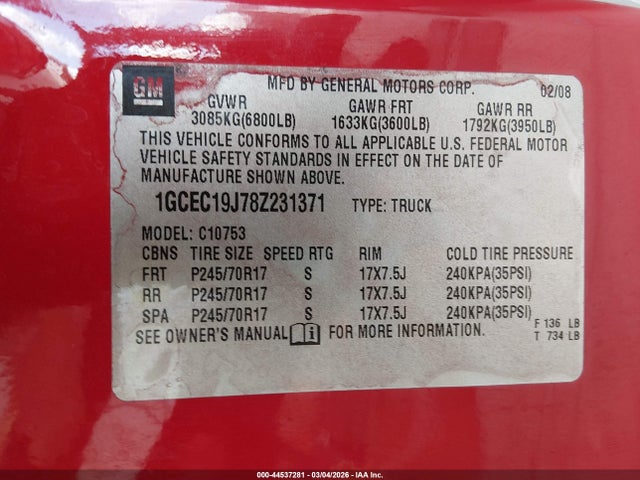 GM
MFD BY GENERAL MOTORS CORP. 02/08
GVWR GAWR FRT GAWR RR
3085KG(6800LB) 1633KG(3600LB) 1792KG(3950LB)
THIS VEHICLE CONFORMS TO ALL APPLICABLE U.S. FEDERAL MOTOR
VEHICLE SAFETY STANDARDS IN EFFECT ON THE DATE OF
MANUFACTURE SHOWN ABOVE.
1GCEC19J78Z231371 TYPE: TRUCK
MODEL: C10753
CBNS TIRE SIZE SPEED RTG RIM COLD TIRE PRESSURE
FRT P245/70R17 S 17X7.5J 240KPA(35PSI)
RR P245/70R17 S 17X7.5J 240KPA(35PSI)
SPA P245/70R17 S 17X7.5J 240KPA(35PSI)
SEE OWNER'S MANUAL i FOR MORE INFORMATION.
F 136 LB
T 734 LB
000-44537281 - 03/04/2026 - IAA Inc.